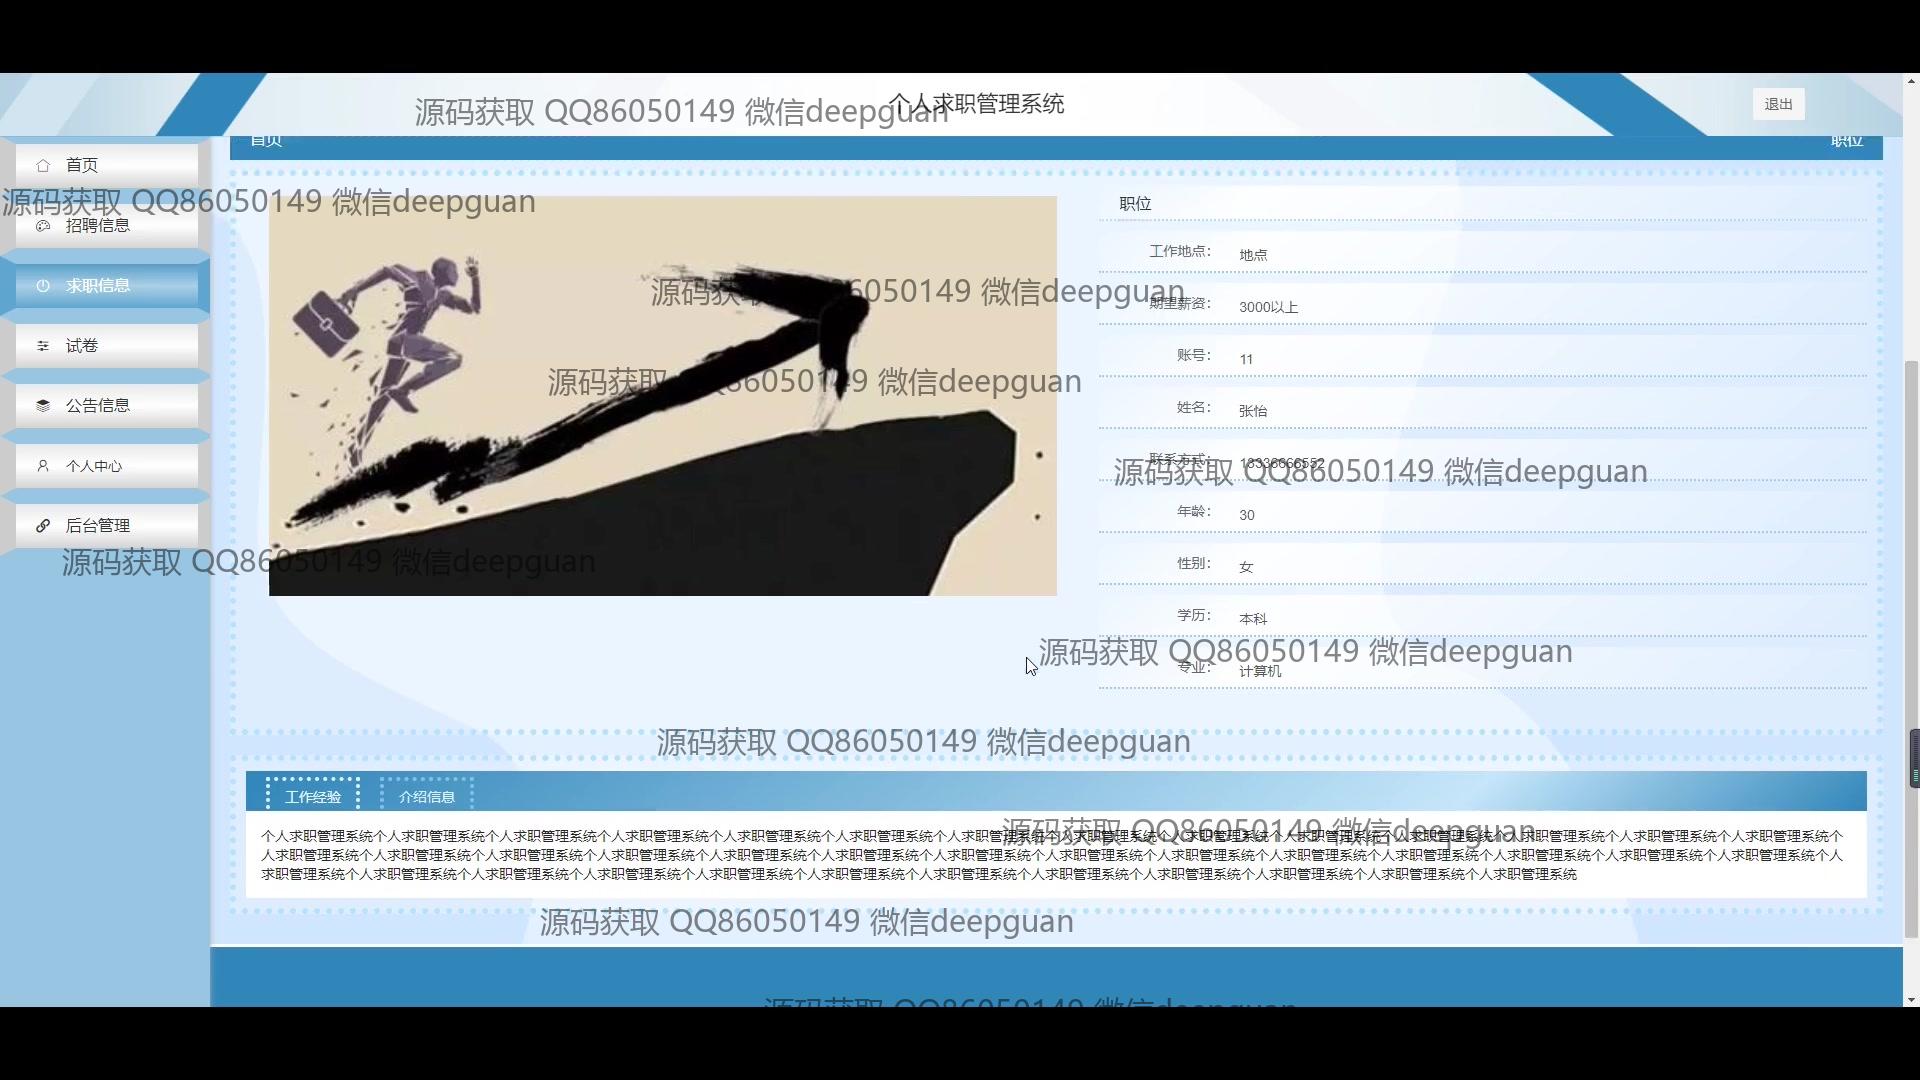 源码获取 QQ86050149 微信deepguan
个人求职管理系统
退出
首页
职位
首页
源码获取 QQ86050149 微信deepguan
招聘信息
求职信息
试卷
公告信息
个人中心
后台管理
源码获取 QQ86050149 微信deepguan
职位
工作地点： 地点
源码获取 QQ86050149 微信deepguan
期望薪资： 3000以上
账号： 11
源码获取 QQ86050149 微信deepguan
姓名： 张怡
联系方式：
源码获取 QQ86050149 微信deepguan
年龄： 30
性别： 女
学历： 本科
源码获取 QQ86050149 微信deepguan
专业： 计算机
源码获取 QQ86050149 微信deepguan
工作经验 介绍信息
源码获取 QQ86050149 微信deepguan
个人求职管理系统个人求职管理系统个人求职管理系统个人求职管理系统个人求职管理系统个人求职管理系统个人求职管理系统个人求职管理系统个人求职管理系统个人求职管理系统个人求职管理系统个人求职管理系统个人求职管理系统个人求职管理系统个
人求职管理系统个人求职管理系统个人求职管理系统个人求职管理系统个人求职管理系统个人求职管理系统个人求职管理系统个人求职管理系统个人求职管理系统个人求职管理系统个人求职管理系统个人求职管理系统个人求职管理系统个人求职管理系统个人
求职管理系统个人求职管理系统个人求职管理系统个人求职管理系统个人求职管理系统个人求职管理系统个人求职管理系统个人求职管理系统个人求职管理系统个人求职管理系统个人求职管理系统个人求职管理系统
源码获取 QQ86050149 微信deepguan
源码获取 QQ86050149 微信deepguan